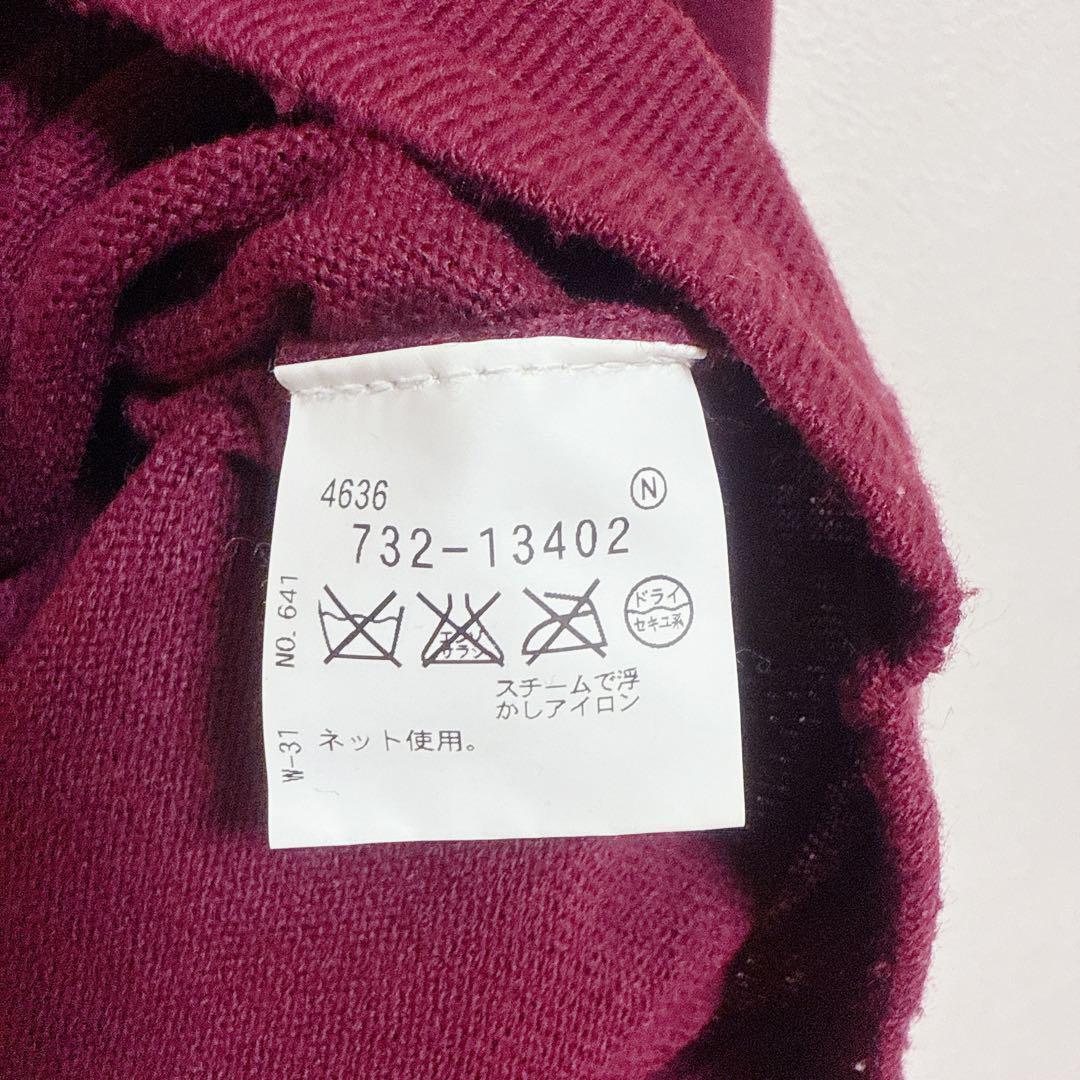 4636
N
732-13402
NO. 641
エンソ
サラシ
ドライ
セキユ系
スチームで浮
かしアイロン
W-31
ネット使用。